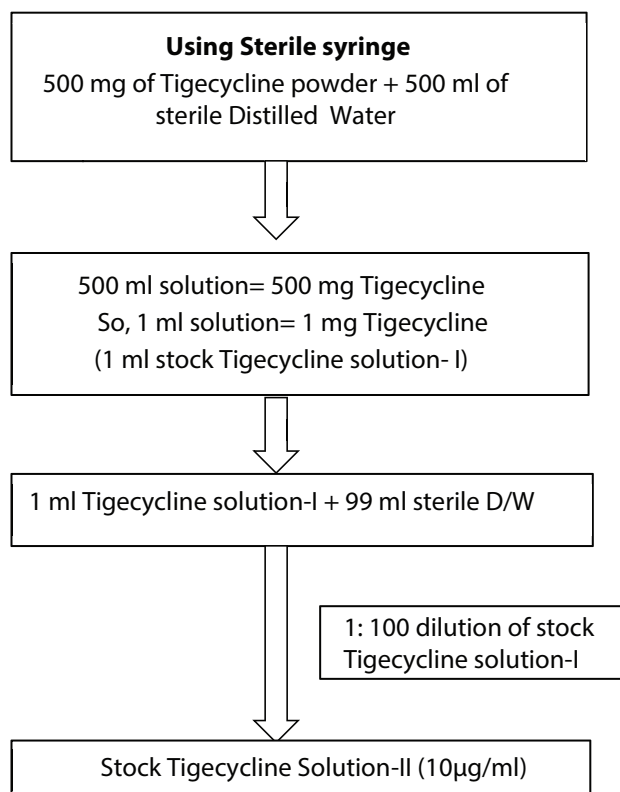 Using Sterile syringe
500 mg of Tigecycline powder + 500 ml of
sterile Distilled Water
500 ml solution= 500 mg Tigecycline
So, 1 ml solution= 1 mg Tigecycline
(1 ml stock Tigecycline solution- I)
1 ml Tigecycline solution-I + 99 ml sterile D/W
1: 100 dilution of stock
Tigecycline solution-I
Stock Tigecycline Solution-II (10µg/ml)